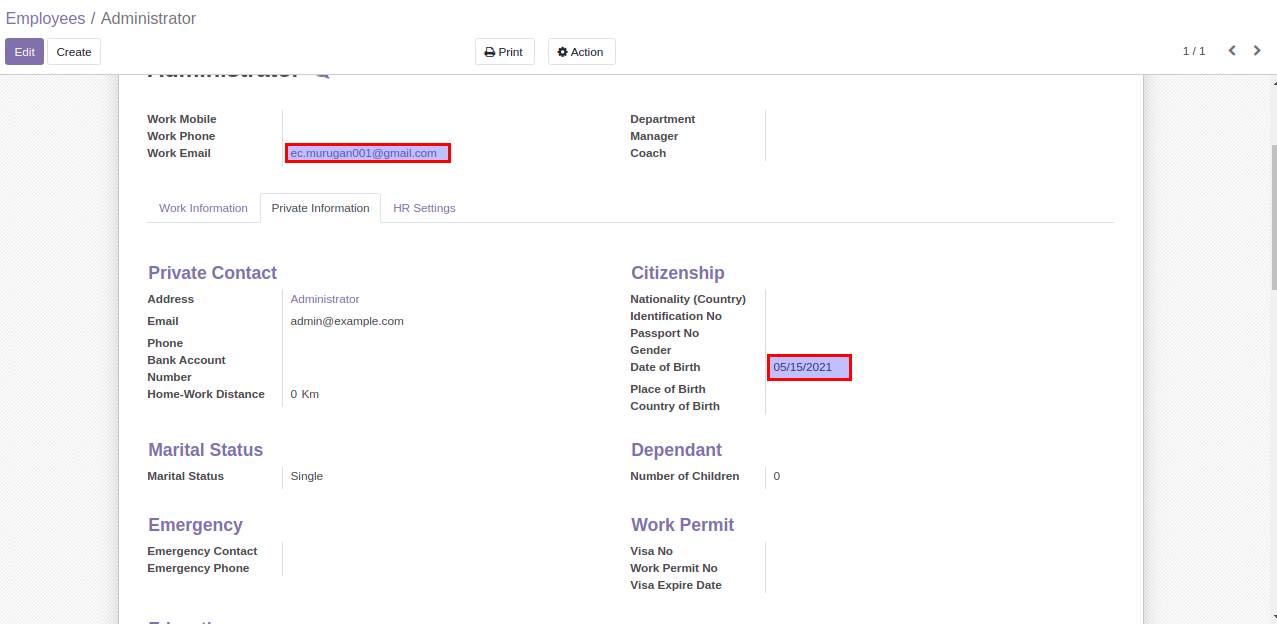 Employees / Administrator
Edit Create Print Action 1 / 1
Administrator
Work Mobile
Work Phone
Work Email ec.murugan001@gmail.com
Department
Manager
Coach
Work Information Private Information HR Settings
Private Contact
Address Administrator
Email admin@example.com
Phone
Bank Account
Number
Home-Work Distance 0 Km
Citizenship
Nationality (Country)
Identification No
Passport No
Gender
Date of Birth 05/15/2021
Place of Birth
Country of Birth
Marital Status
Marital Status Single
Dependant
Number of Children 0
Emergency
Emergency Contact
Emergency Phone
Work Permit
Visa No
Work Permit No
Visa Expire Date